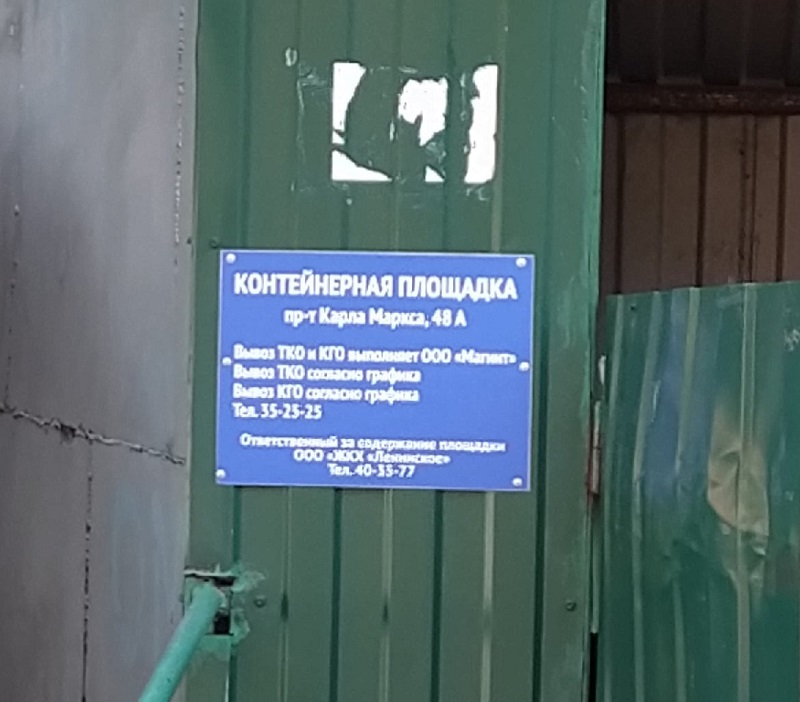 КОНТЕЙНЕРНАЯ ПЛОЩАДКА
пр-т Карла Маркса, 48 А
Вывоз ТКО и КГО выполняет ООО «Магинт»
Вывоз ТКО согласно графика
Вывоз КГО согласно графика
Тел. 35-25-25
Ответственный за содержание площадки
ООО «ЖКХ «Ленинское»
Тел. 40-35-77